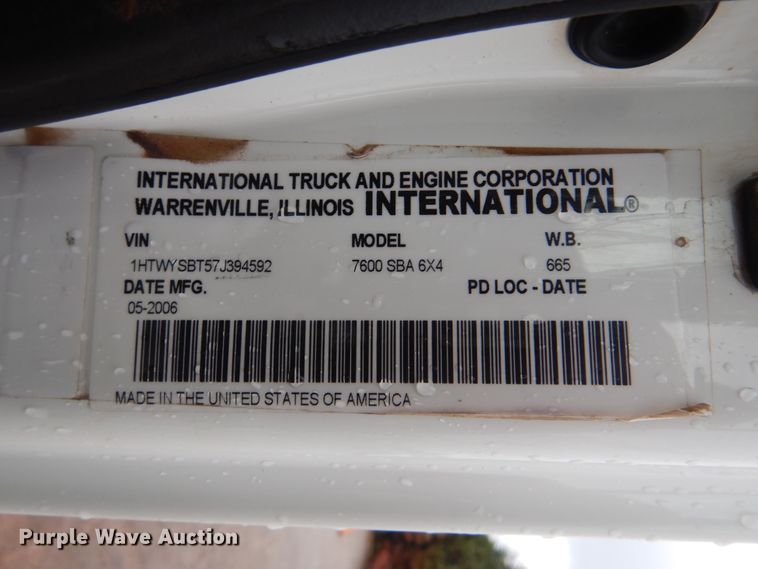 INTERNATIONAL TRUCK AND ENGINE CORPORATION
WARRENVILLE, ILLINOIS INTERNATIONAL®
VIN MODEL W.B.
1HTWYSBT57J394592 7600 SBA 6X4 665
DATE MFG. PD LOC - DATE
05-2006
MADE IN THE UNITED STATES OF AMERICA
Purple Wave Auction